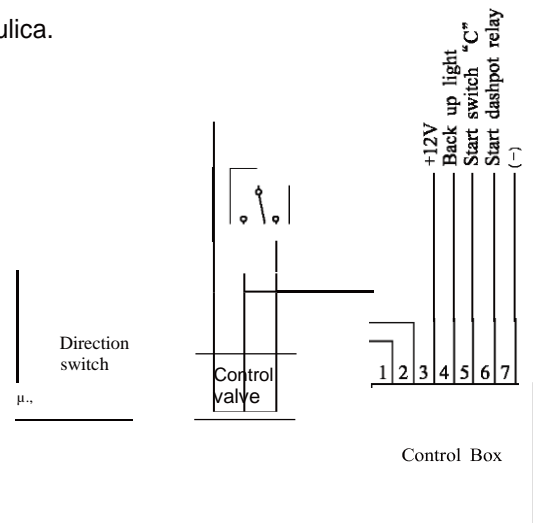 ulica.
+12V
Back up light
Start switch "C"
Start dashpot relay
(−)
Direction
switch
Control
valve
µ.,
1 2 3 4 5 6 7
Control Box